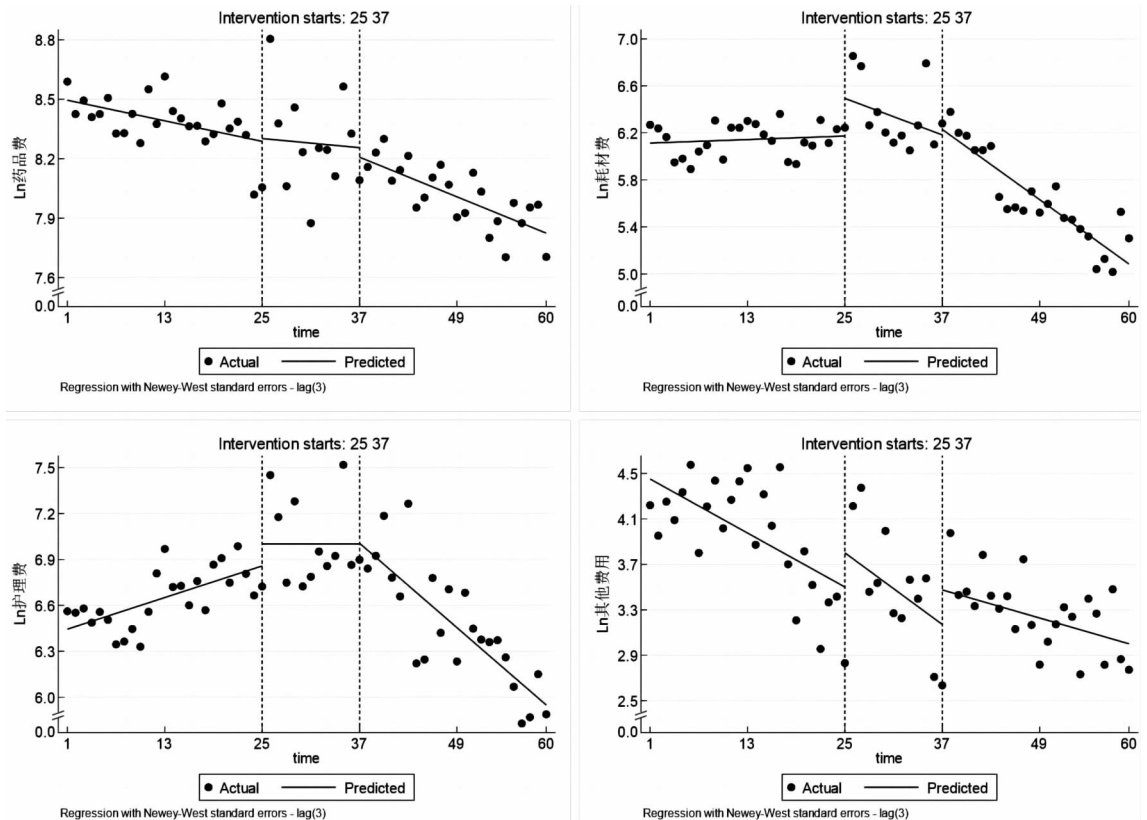 Intervention starts: 25 37
Ln药品费
8.8
8.5
8.2
7.9
7.6
0.0
1 13 25 37 49 60
time
Actual Predicted
Regression with Newey-West standard errors - lag(3)
Intervention starts: 25 37
Ln耗材费
7.0
6.6
6.2
5.8
5.4
5.0
0.0
1 13 25 37 49 60
time
Actual Predicted
Regression with Newey-West standard errors - lag(3)
Intervention starts: 25 37
Ln护理费
7.5
7.2
6.9
6.6
6.3
6.0
0.0
1 13 25 37 49 60
time
Actual Predicted
Regression with Newey-West standard errors - lag(3)
Intervention starts: 25 37
Ln其他费用
4.5
4.1
3.7
3.3
2.9
2.5
0.0
1 13 25 37 49 60
time
Actual Predicted
Regression with Newey-West standard errors - lag(3)